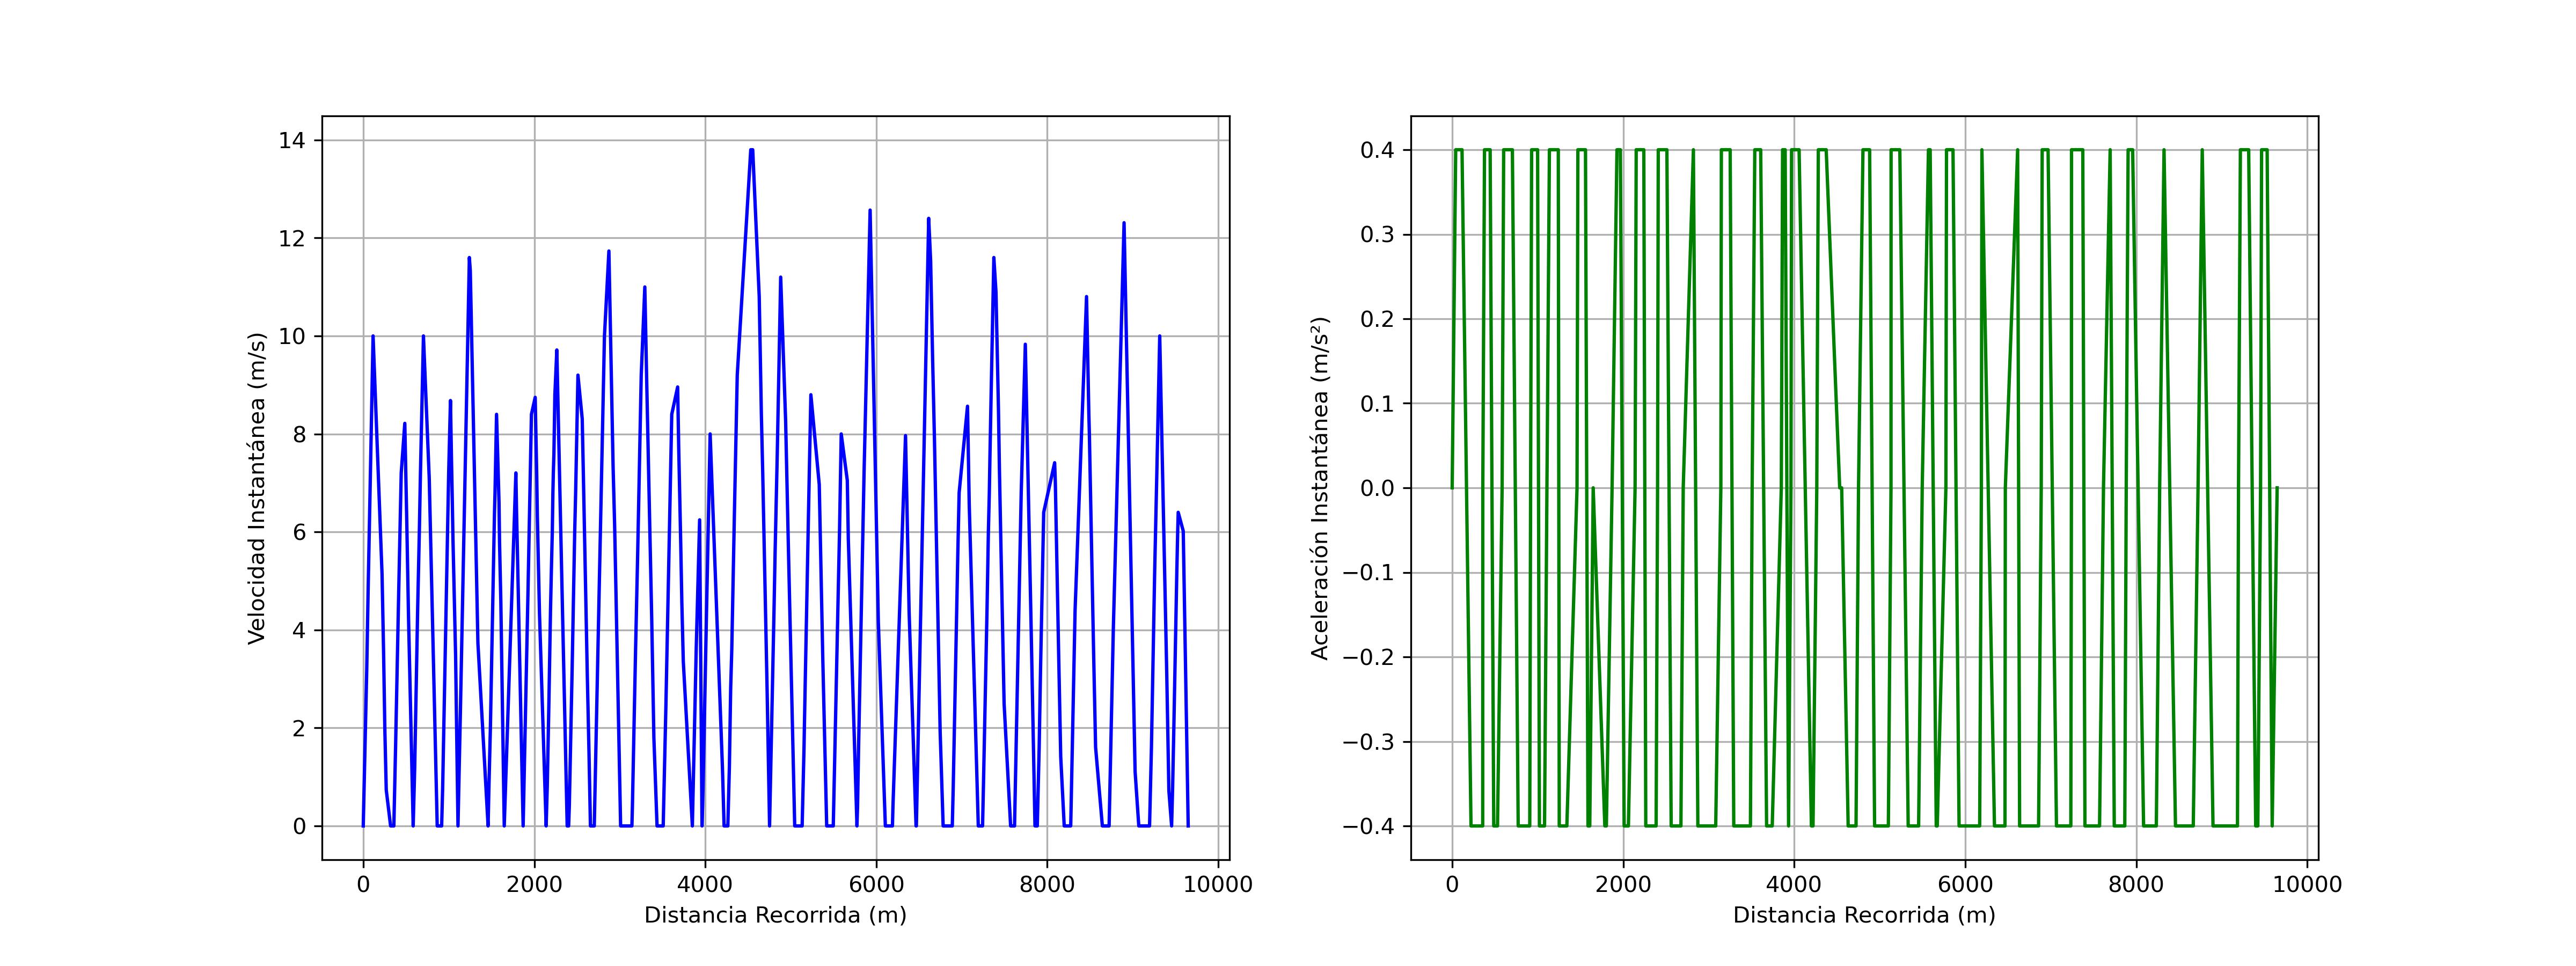 14
12
10
8
6
4
2
0
Velocidad Instantánea (m/s)
0 2000 4000 6000 8000 10000
Distancia Recorrida (m)
0.4
0.3
0.2
0.1
0.0
−0.1
−0.2
−0.3
−0.4
Aceleración Instantánea (m/s²)
0 2000 4000 6000 8000 10000
Distancia Recorrida (m)